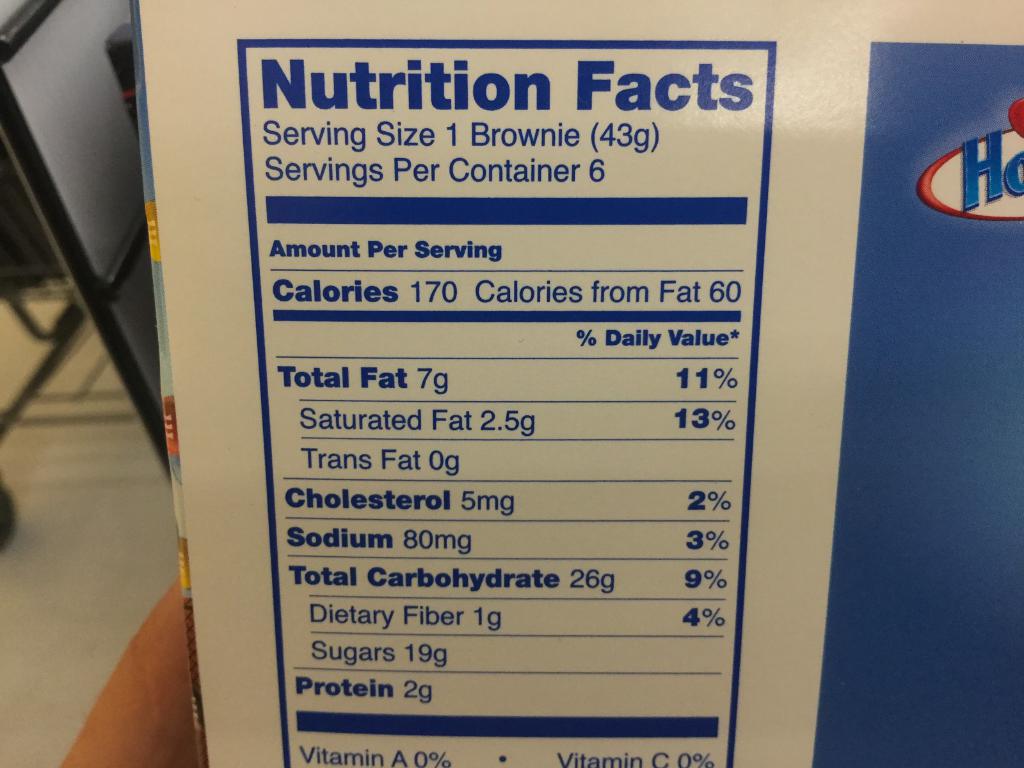 Nutrition Facts
Serving Size 1 Brownie (43g)
Servings Per Container 6
Amount Per Serving
Calories 170 Calories from Fat 60
% Daily Value*
Total Fat 7g 11%
Saturated Fat 2.5g 13%
Trans Fat 0g
Cholesterol 5mg 2%
Sodium 80mg 3%
Total Carbohydrate 26g 9%
Dietary Fiber 1g 4%
Sugars 19g
Protein 2g
Vitamin A 0% • Vitamin C 0%
Ho